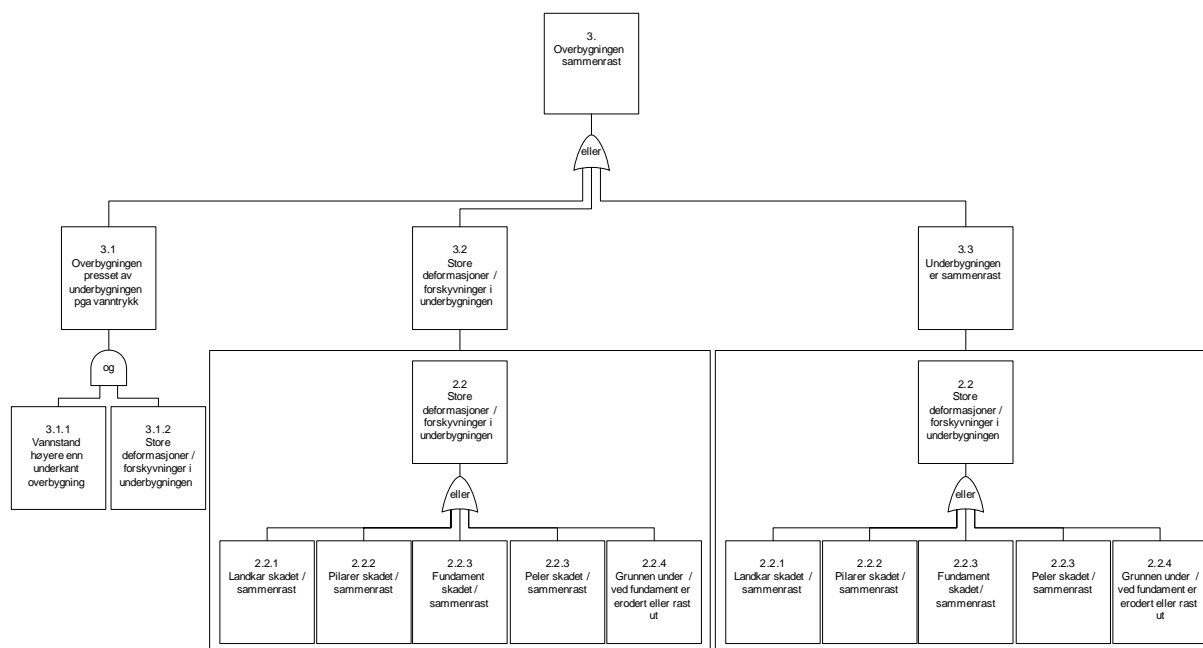 3.
Overbygningen
sammenrast
eller
3.1
Overbygningen
presset av
underbygningen
pga vanntrykk
3.2
Store
deformasjoner /
forskyvninger i
underbygningen
3.3
Underbygningen
er sammenrast
og
3.1.1
Vannstand
høyere enn
underkant
overbygning
3.1.2
Store
deformasjoner /
forskyvninger i
underbygningen
2.2
Store
deformasjoner /
forskyvninger i
underbygningen
eller
2.2.1
Landkar skadet /
sammenrast
2.2.2
Pilarer skadet /
sammenrast
2.2.3
Fundament
skadet /
sammenrast
2.2.3
Peler skadet /
sammenrast
2.2.4
Grunnen under /
ved fundament er
erodert eller rast
ut
2.2
Store
deformasjoner /
forskyvninger i
underbygningen
eller
2.2.1
Landkar skadet /
sammenrast
2.2.2
Pilarer skadet /
sammenrast
2.2.3
Fundament
skadet /
sammenrast
2.2.3
Peler skadet /
sammenrast
2.2.4
Grunnen under /
ved fundament er
erodert eller rast
ut